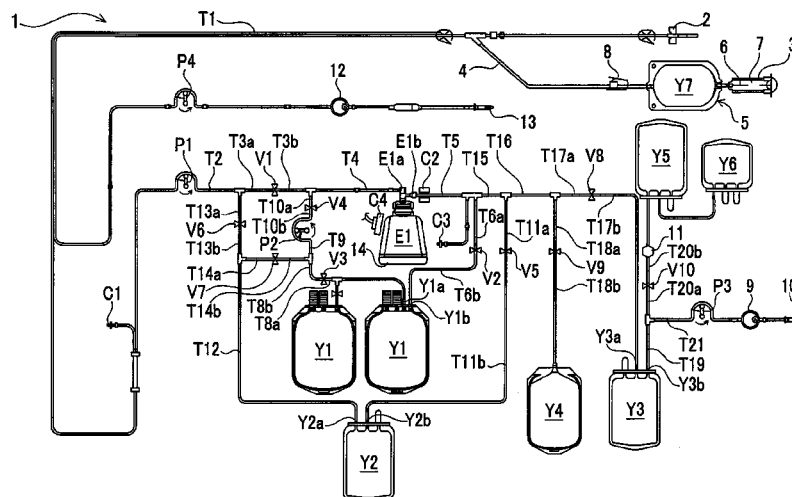 1
T1
2
P4
12
8
6
7
3
4
Y7
13
5
P1
T2
T3a
V1
T3b
T4
E1a
E1b
C2
T5
T15
T16
T17a
V8
Y5
Y6
T13a
V6
T13b
T10a
V4
T10b
P2
C4
E1
C3
T6a
T11a
T18a
T17b
11
T20b
V10
T20a
P3
9
10
T14a
T9
14
V3
V2
V5
V9
V7
T14b
T8b
T8a
T6b
T18b
C1
Y1a
Y1b
Y3a
T21
T12
Y1
Y1
T11b
T19
Y3b
Y4
Y3
Y2a
Y2b
Y2